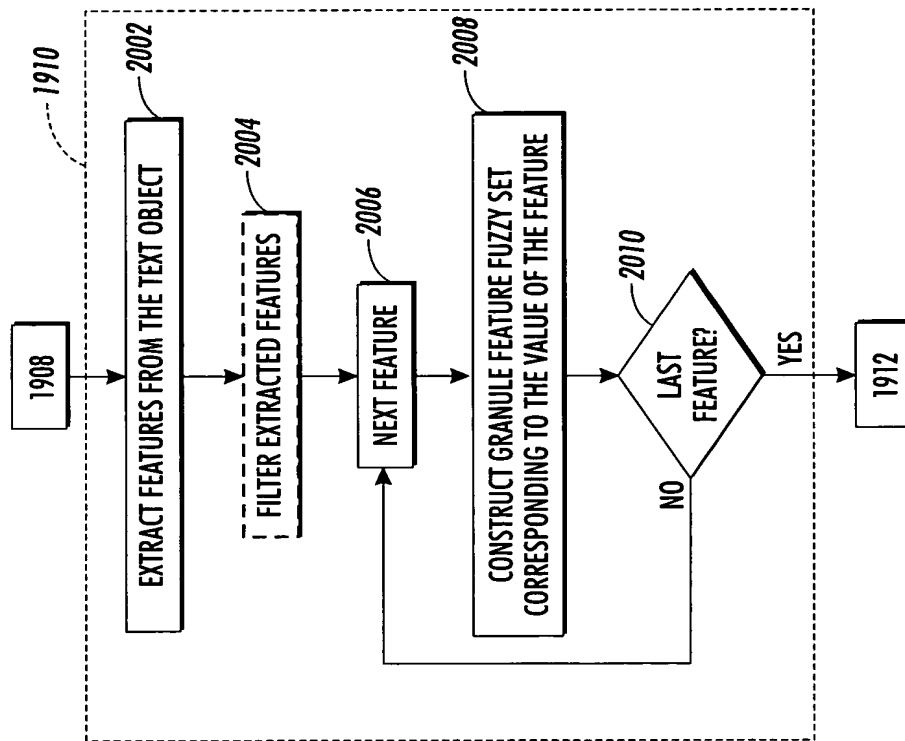 1908
1910
EXTRACT FEATURES FROM THE TEXT OBJECT
2002
FILTER EXTRACTED FEATURES
2004
NEXT FEATURE
2006
CONSTRUCT GRANULE FEATURE FUZZY SET
CORRESPONDING TO THE VALUE OF THE FEATURE
2008
LAST
FEATURE?
2010
NO
YES
1912